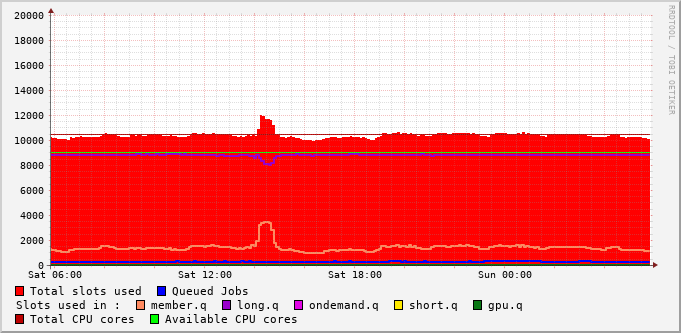 20000
18000
16000
14000
12000
10000
8000
6000
4000
2000
0
Sat 06:00 Sat 12:00 Sat 18:00 Sun 00:00
Total slots used Queued Jobs
Slots used in : member.q long.q ondemand.q short.q gpu.q
Total CPU cores Available CPU cores
RRDTOOL / TOBI OETIKER